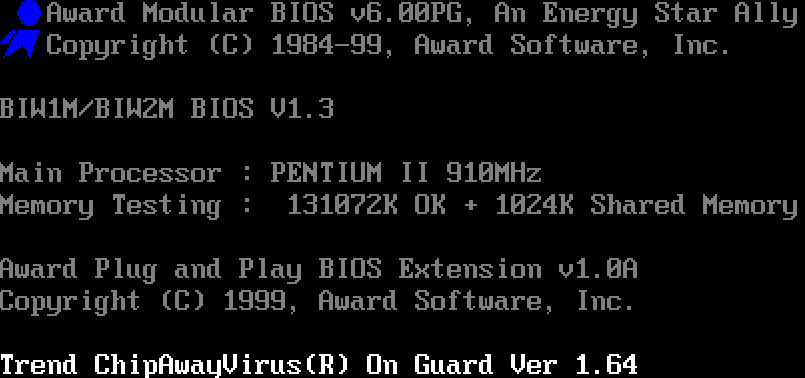 Award Modular BIOS v6.00PG, An Energy Star Ally
Copyright (C) 1984-99, Award Software, Inc.
BIW1M/BIW2M BIOS V1.3
Main Processor : PENTIUM II 910MHz
Memory Testing :  131072K OK + 1024K Shared Memory
Award Plug and Play BIOS Extension v1.0A
Copyright (C) 1999, Award Software, Inc.
Trend ChipAwayVirus(R) On Guard Ver 1.64